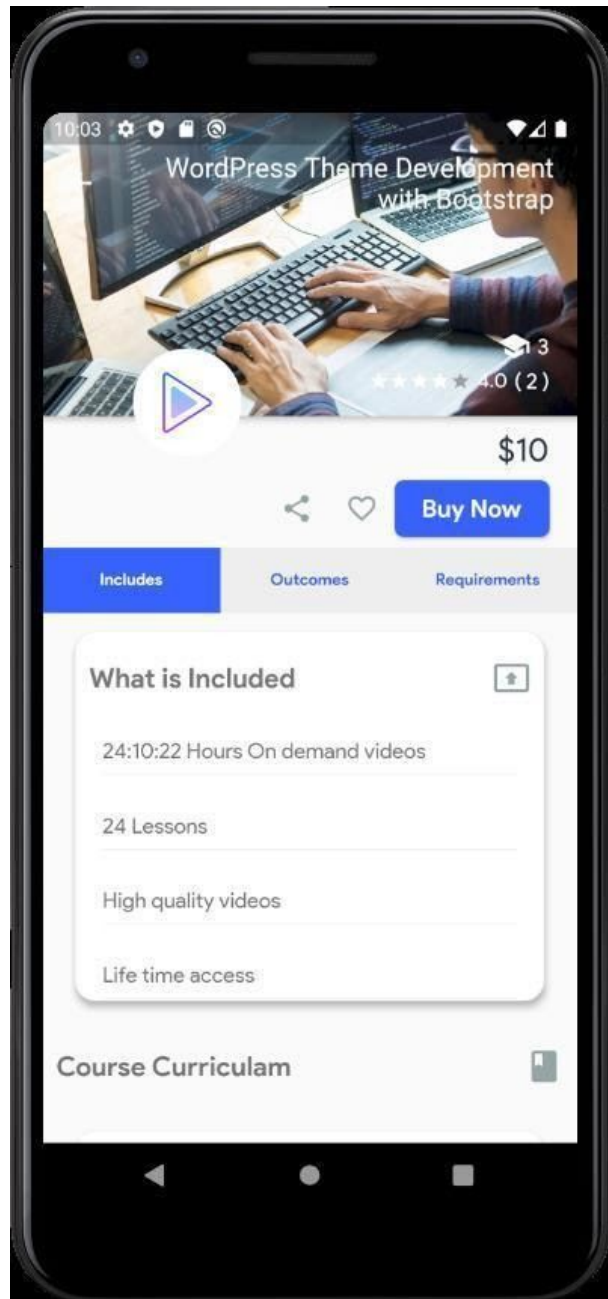 10:03
WordPress Theme Development
with Bootstrap
3
4.0 ( 2 )
$10
Buy Now
Includes
Outcomes
Requirements
What is Included
24:10:22 Hours On demand videos
24 Lessons
High quality videos
Life time access
Course Curriculam